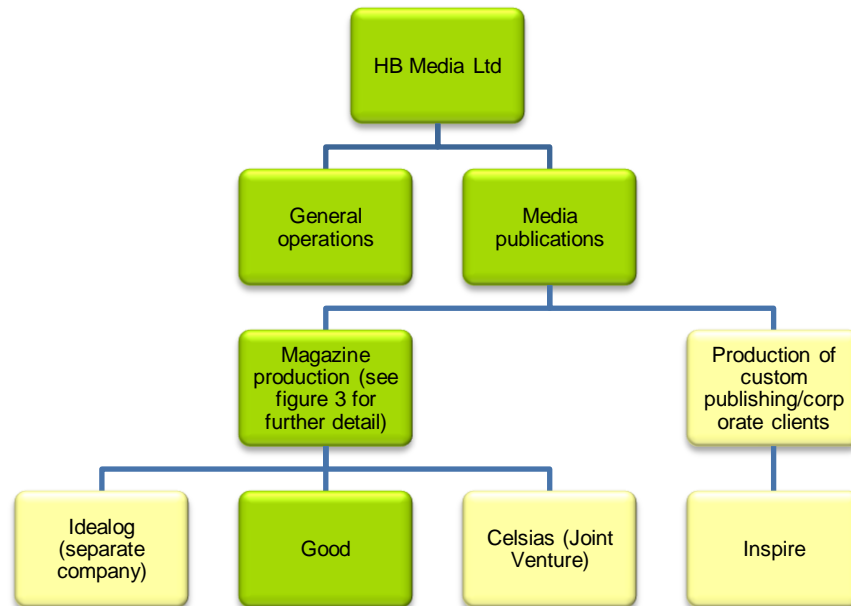 HB Media Ltd
General
operations
Media
publications
Magazine
production (see
figure 3 for
further detail)
Production of
custom
publishing/corp
orate clients
Idealog
(separate
company)
Good
Celsias (Joint
Venture)
Inspire